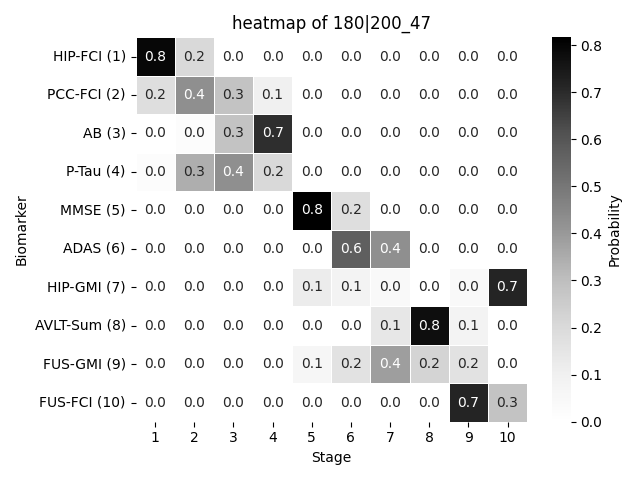 heatmap of 180|200_47
HIP-FCI (1) 0.8 0.2 0.0 0.0 0.0 0.0 0.0 0.0 0.0 0.0
PCC-FCI (2) 0.2 0.4 0.3 0.1 0.0 0.0 0.0 0.0 0.0 0.0
AB (3) 0.0 0.0 0.3 0.7 0.0 0.0 0.0 0.0 0.0 0.0
P-Tau (4) 0.0 0.3 0.4 0.2 0.0 0.0 0.0 0.0 0.0 0.0
MMSE (5) 0.0 0.0 0.0 0.0 0.8 0.2 0.0 0.0 0.0 0.0
ADAS (6) 0.0 0.0 0.0 0.0 0.0 0.6 0.4 0.0 0.0 0.0
HIP-GMI (7) 0.0 0.0 0.0 0.0 0.1 0.1 0.0 0.0 0.0 0.7
AVLT-Sum (8) 0.0 0.0 0.0 0.0 0.0 0.0 0.1 0.8 0.1 0.0
FUS-GMI (9) 0.0 0.0 0.0 0.0 0.1 0.2 0.4 0.2 0.2 0.0
FUS-FCI (10) 0.0 0.0 0.0 0.0 0.0 0.0 0.0 0.0 0.7 0.3
1 2 3 4 5 6 7 8 9 10
Stage
Biomarker
0.8
0.7
0.6
0.5
0.4
0.3
0.2
0.1
0.0
Probability